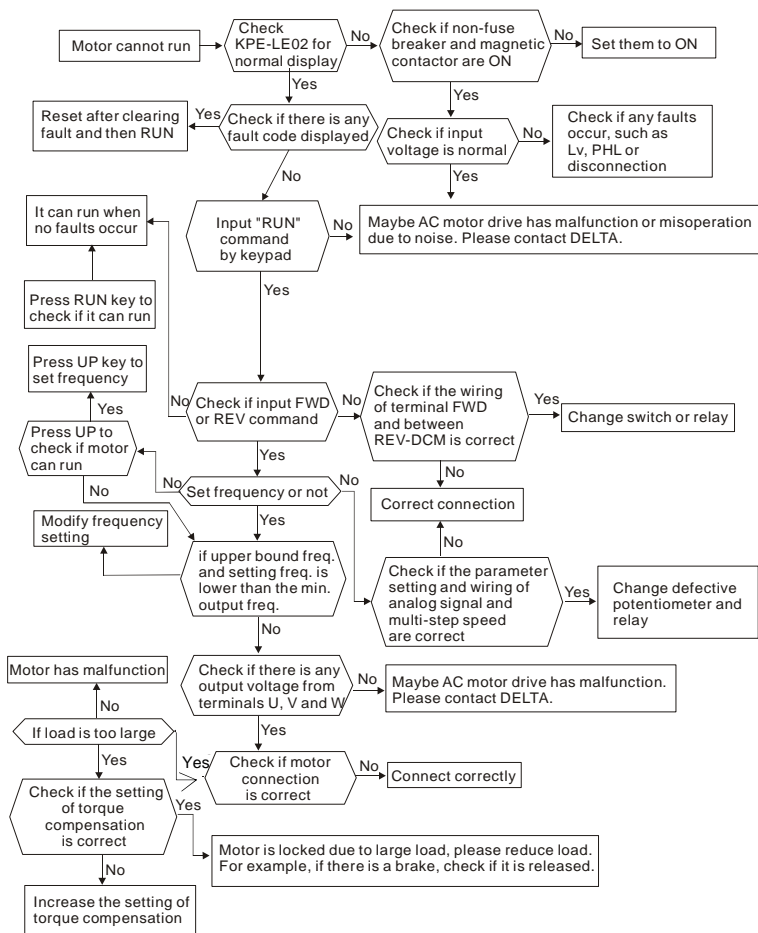 Motor cannot run
Check
KPE-LE02 for
normal display
No
Check if non-fuse
breaker and magnetic
contactor are ON
No
Set them to ON
Yes
Yes
Reset after clearing
fault and then RUN
Yes
Check if there is any
fault code displayed
Check if input
voltage is normal
No
Check if any faults
occur, such as
Lv, PHL or
disconnection
No
Yes
It can run when
no faults occur
Input "RUN"
command
by keypad
No
Maybe AC motor drive has malfunction or misoperation
due to noise. Please contact DELTA.
Press RUN key to
check if it can run
Yes
Press UP key to
set frequency
No
Check if input FWD
or REV command
No
Check if the wiring
of terminal FWD
and between
REV-DCM is correct
Yes
Change switch or relay
Yes
Press UP to
check if motor
can run
Yes
No
No
Set frequency or not
No
No
Correct connection
Modify frequency
setting
Yes
No
if upper bound freq.
and setting freq. is
lower than the min.
output freq.
Check if the parameter
setting and wiring of
analog signal and
multi-step speed
are correct
Yes
Change defective
potentiometer and
relay
No
Motor has malfunction
Check if there is any
output voltage from
terminals U, V and W
No
Maybe AC motor drive has malfunction.
Please contact DELTA.
No
If load is too large
Yes
Yes
Yes
Check if motor
connection
is correct
No
Connect correctly
Check if the setting
of torque
compensation
is correct
Yes
Motor is locked due to large load, please reduce load.
For example, if there is a brake, check if it is released.
No
Increase the setting of
torque compensation